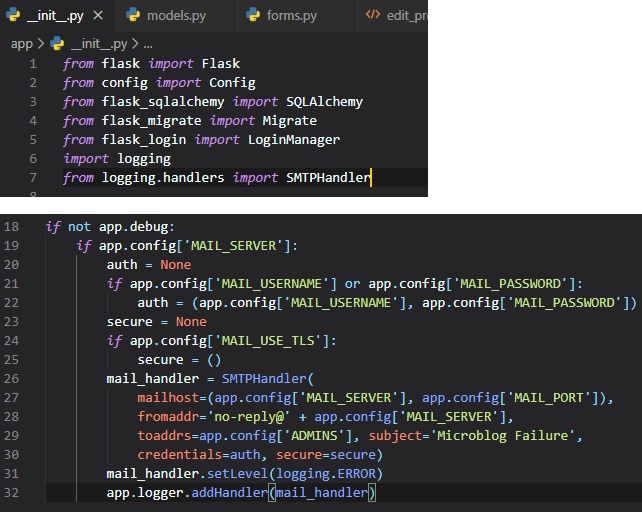 __init__.py × models.py forms.py edit_pr
app > __init__.py > ...
1 from flask import Flask
2 from config import Config
3 from flask_sqlalchemy import SQLAlchemy
4 from flask_migrate import Migrate
5 from flask_login import LoginManager
6 import logging
7 from logging.handlers import SMTPHandler
8
18 if not app.debug:
19     if app.config['MAIL_SERVER']:
20         auth = None
21         if app.config['MAIL_USERNAME'] or app.config['MAIL_PASSWORD']:
22             auth = (app.config['MAIL_USERNAME'], app.config['MAIL_PASSWORD'])
23         secure = None
24         if app.config['MAIL_USE_TLS']:
25             secure = ()
26         mail_handler = SMTPHandler(
27             mailhost=(app.config['MAIL_SERVER'], app.config['MAIL_PORT']),
28             fromaddr='no-reply@' + app.config['MAIL_SERVER'],
29             toaddrs=app.config['ADMINS'], subject='Microblog Failure',
30             credentials=auth, secure=secure)
31         mail_handler.setLevel(logging.ERROR)
32         app.logger.addHandler(mail_handler)